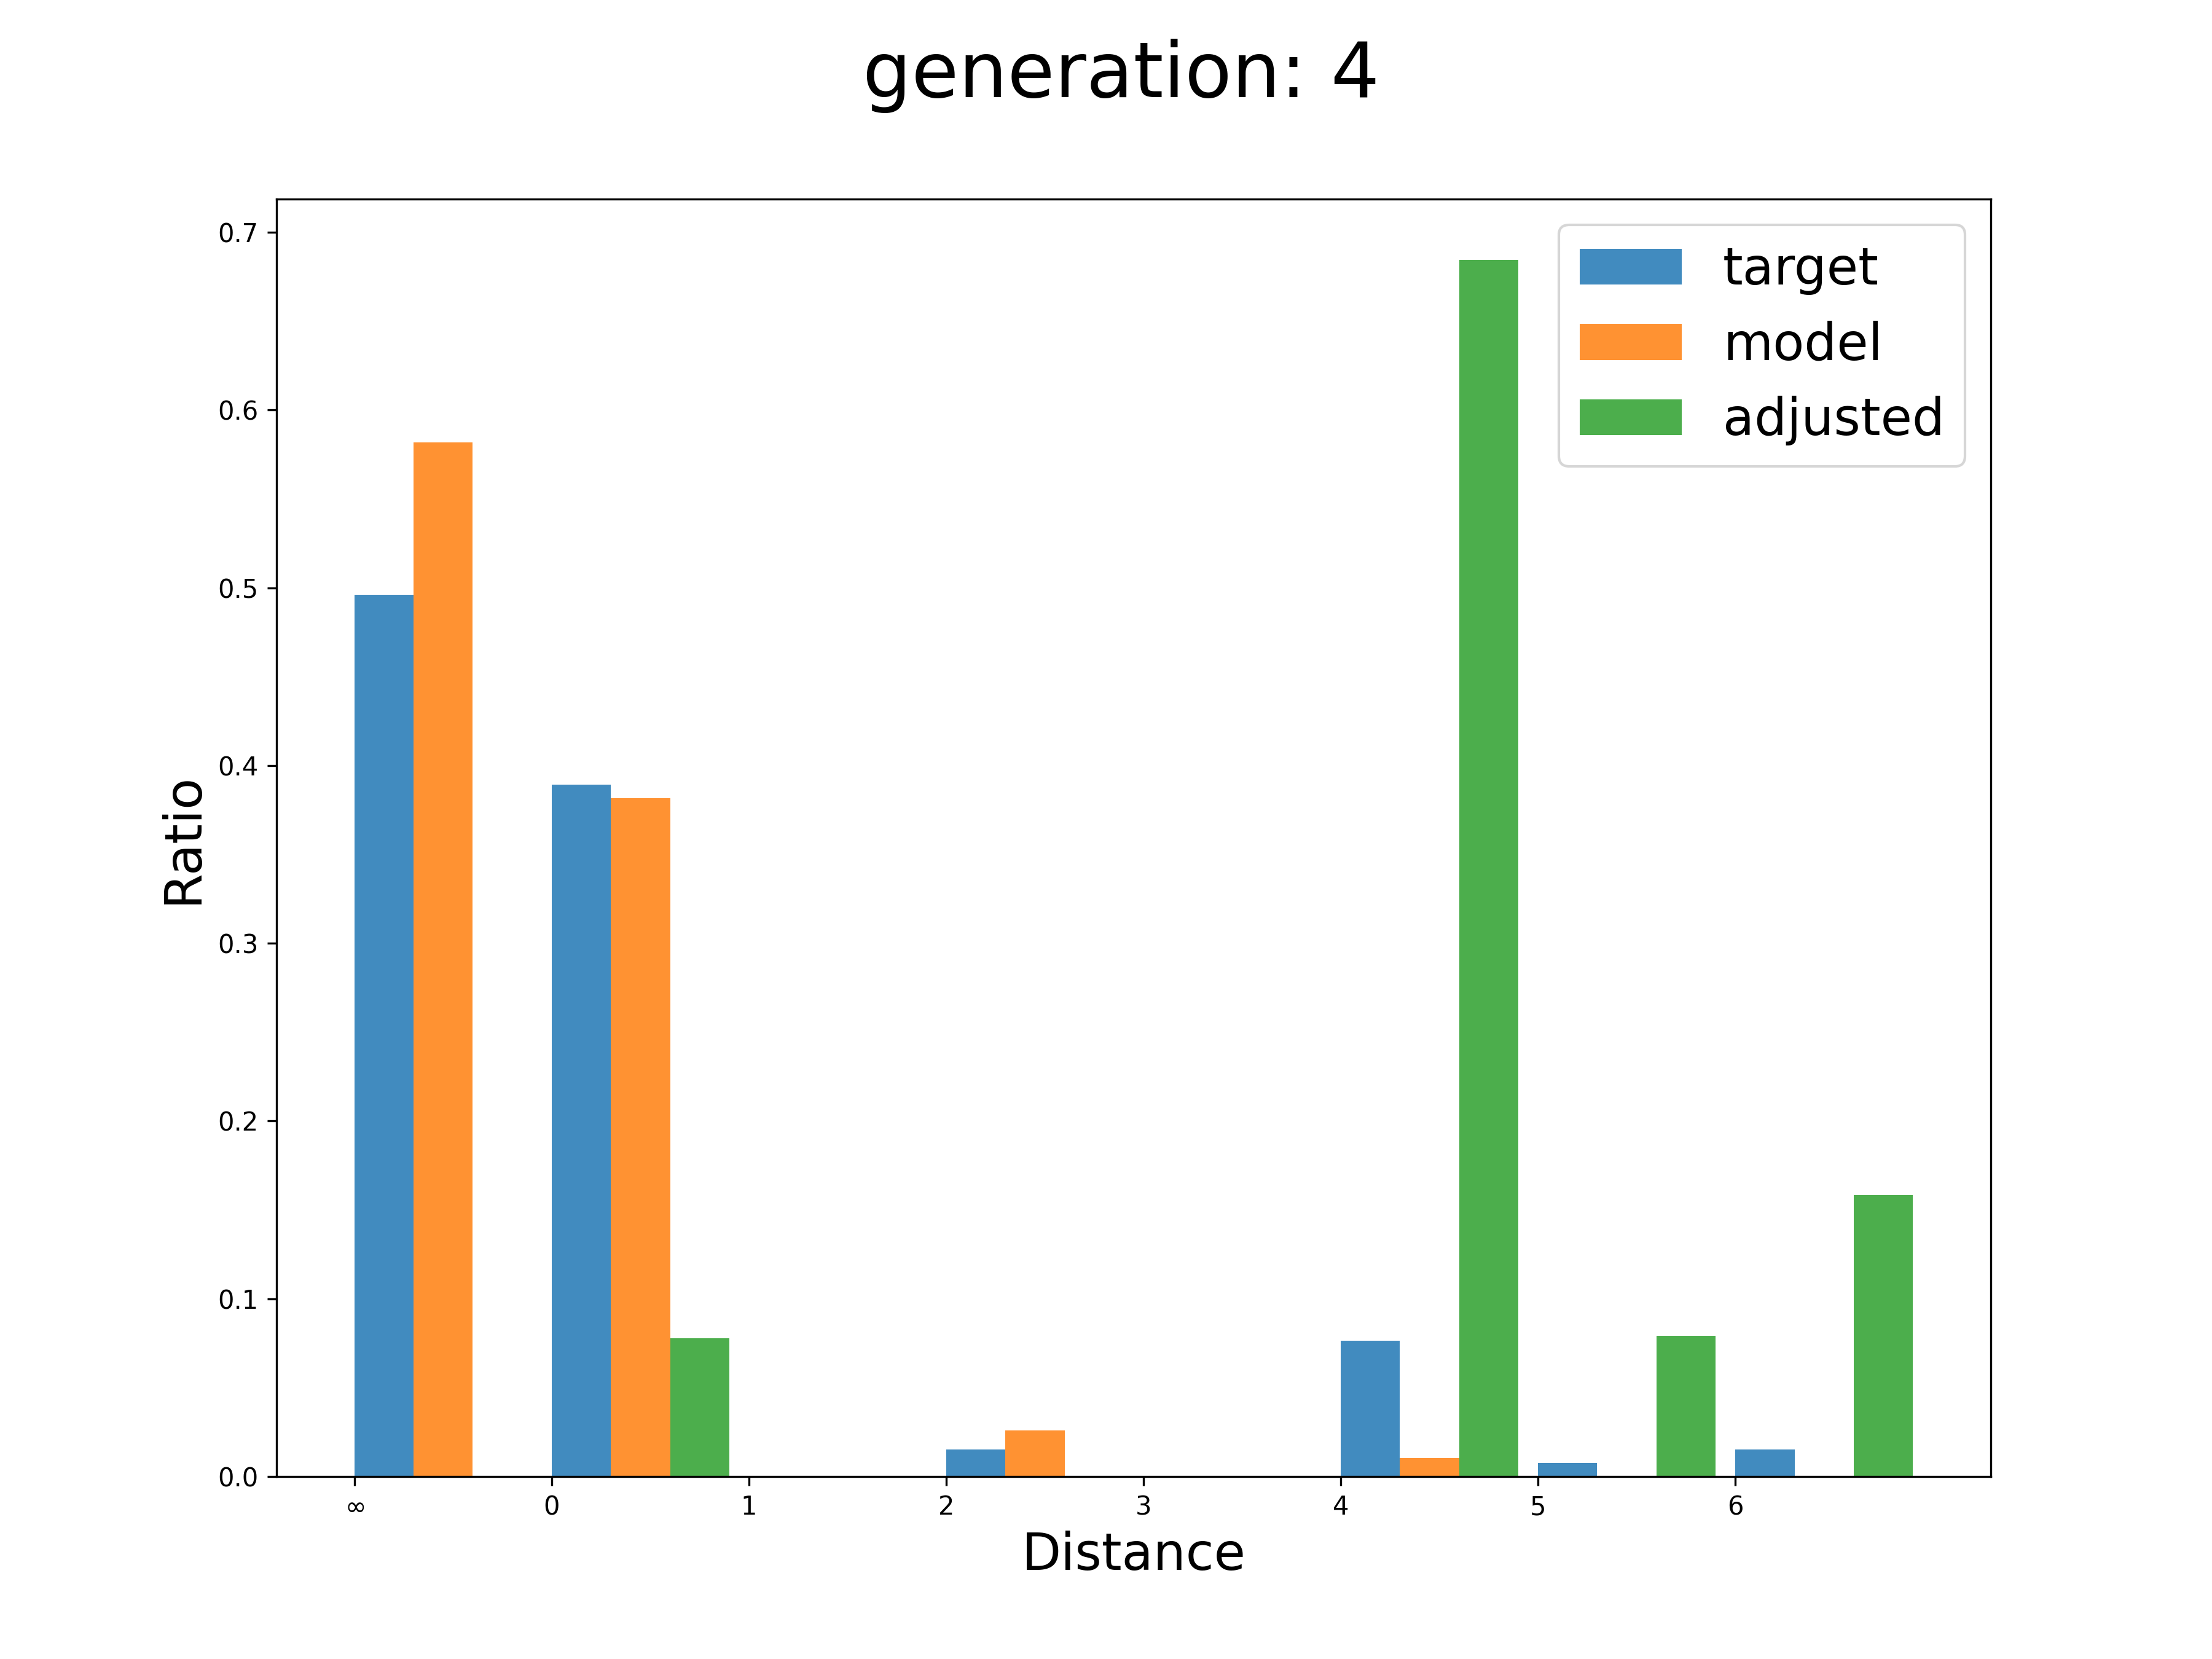 generation: 4
target
model
adjusted
Ratio
0.7
0.6
0.5
0.4
0.3
0.2
0.1
0.0
∞ 0 1 2 3 4 5 6
Distance